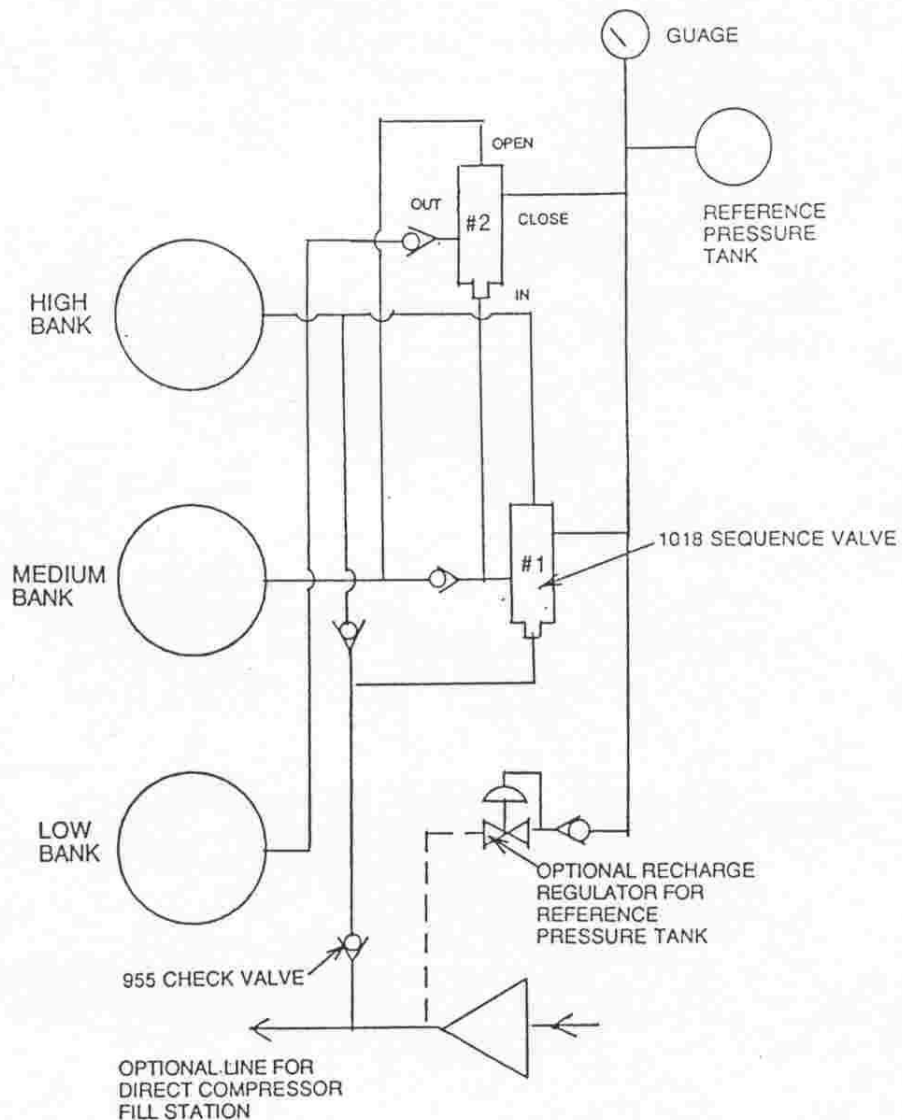 GUAGE
OPEN
OUT
#2
CLOSE
REFERENCE
PRESSURE
TANK
IN
HIGH
BANK
1018 SEQUENCE VALVE
#1
MEDIUM
BANK
LOW
BANK
OPTIONAL RECHARGE
REGULATOR FOR
REFERENCE
PRESSURE TANK
955 CHECK VALVE
OPTIONAL LINE FOR
DIRECT COMPRESSOR
FILL STATION